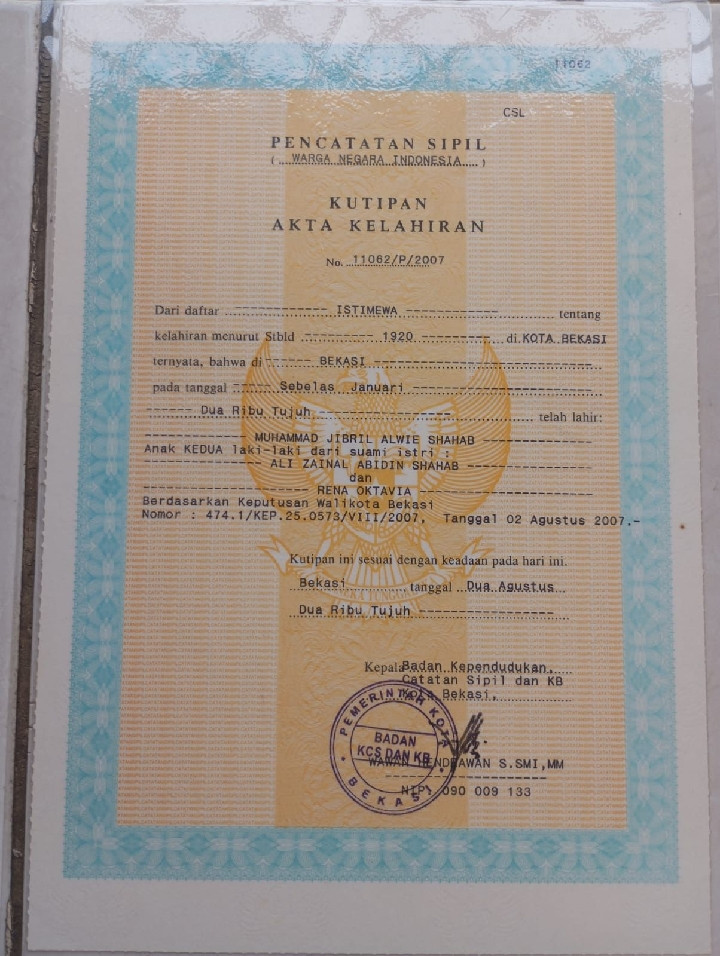 11062
CSL
PENCATATAN SIPIL
( WARGA NEGARA INDONESIA )
KUTIPAN
AKTA KELAHIRAN
No. 11062/P/2007
Dari daftar ISTIMEWA tentang
kelahiran menurut Stbld 1920 di KOTA BEKASI
ternyata, bahwa di BEKASI
pada tanggal Sebelas Januari
Dua Ribu Tujuh telah lahir:
MUHAMMAD JIBRIL ALWIE SHAHAB
Anak KEDUA laki-laki dari suami istri :
ALI ZAINAL ABIDIN SHAHAB
dan
RENA OKTAVIA
Berdasarkan Keputusan Walikota Bekasi
Nomor : 474.1/KEP.25.0573/VIII/2007, Tanggal 02 Agustus 2007.-
Kutipan ini sesuai dengan keadaan pada hari ini.
Bekasi tanggal Dua Agustus
Dua Ribu Tujuh
Kepala Badan Kependudukan,
Catatan Sipil dan KB
Kota Bekasi,
PEMERINTAH KOTA
BADAN
KCS DAN KB
BEKASI
WAWAN HENDRAWAN S.SMI,MM
NIP. 090 009 133